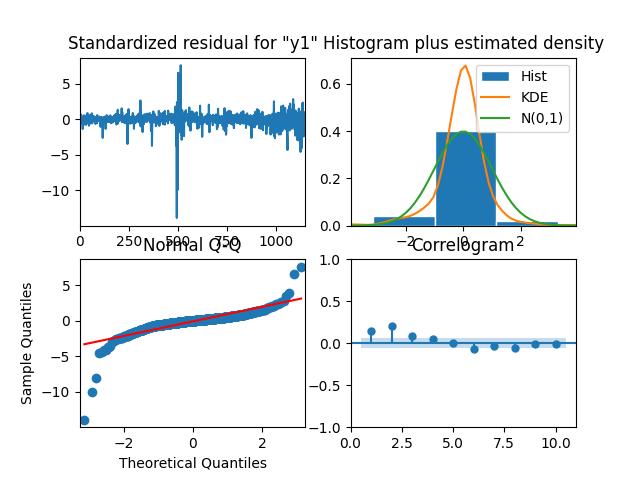 Standardized residual for "y1"
5
0
−5
−10
0 250 500 750 1000
Histogram plus estimated density
Hist
KDE
N(0,1)
0.6
0.4
0.2
0.0
−2 0 2
Normal Q-Q
Sample Quantiles
5
0
−5
−10
−2 0 2
Theoretical Quantiles
Correlogram
1.0
0.5
0.0
−0.5
−1.0
0.0 2.5 5.0 7.5 10.0